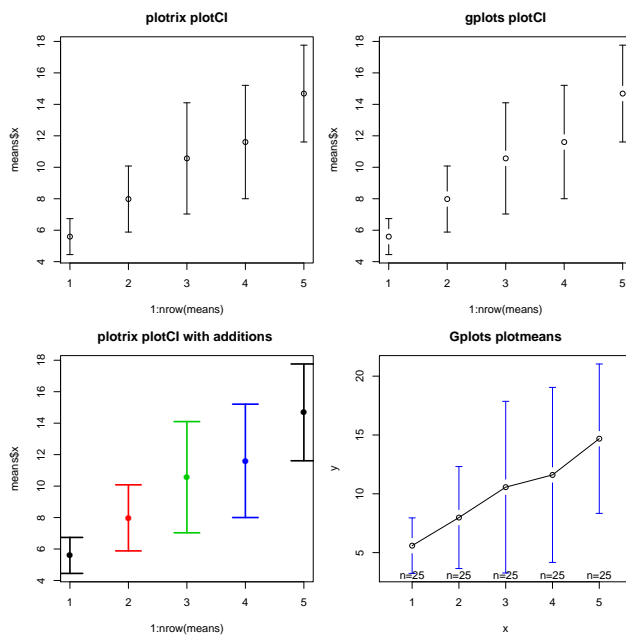 plotrix plotCI
means$x
18
16
14
12
10
8
6
4
1 2 3 4 5
1:nrow(means)
gplots plotCI
means$x
18
16
14
12
10
8
6
4
1 2 3 4 5
1:nrow(means)
plotrix plotCI with additions
means$x
18
16
14
12
10
8
6
4
1 2 3 4 5
1:nrow(means)
Gplots plotmeans
y
20
15
10
5
n=25 n=25 n=25 n=25 n=25
1 2 3 4 5
x